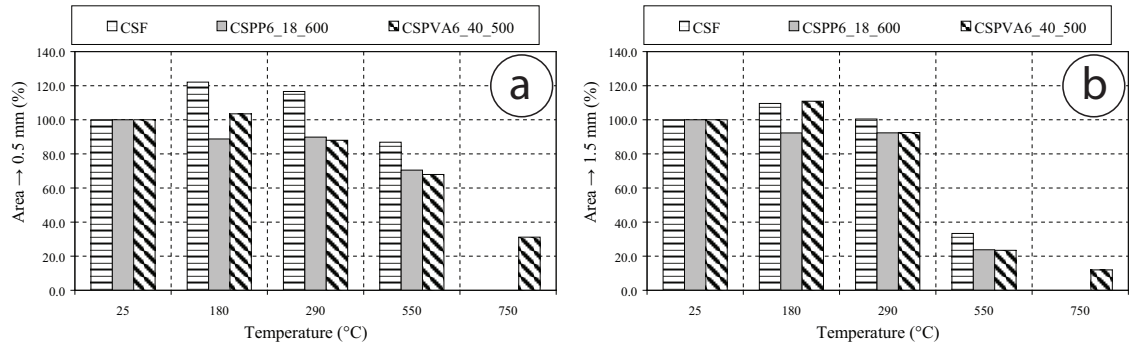 CSF CSPP6_18_600 CSPVA6_40_500
140.0
120.0
100.0
80.0
60.0
40.0
20.0
0.0
Area → 0.5 mm (%)
a
25 180 290 550 750
Temperature (°C)
CSF CSPP6_18_600 CSPVA6_40_500
140.0
120.0
100.0
80.0
60.0
40.0
20.0
0.0
Area → 1.5 mm (%)
b
25 180 290 550 750
Temperature (°C)